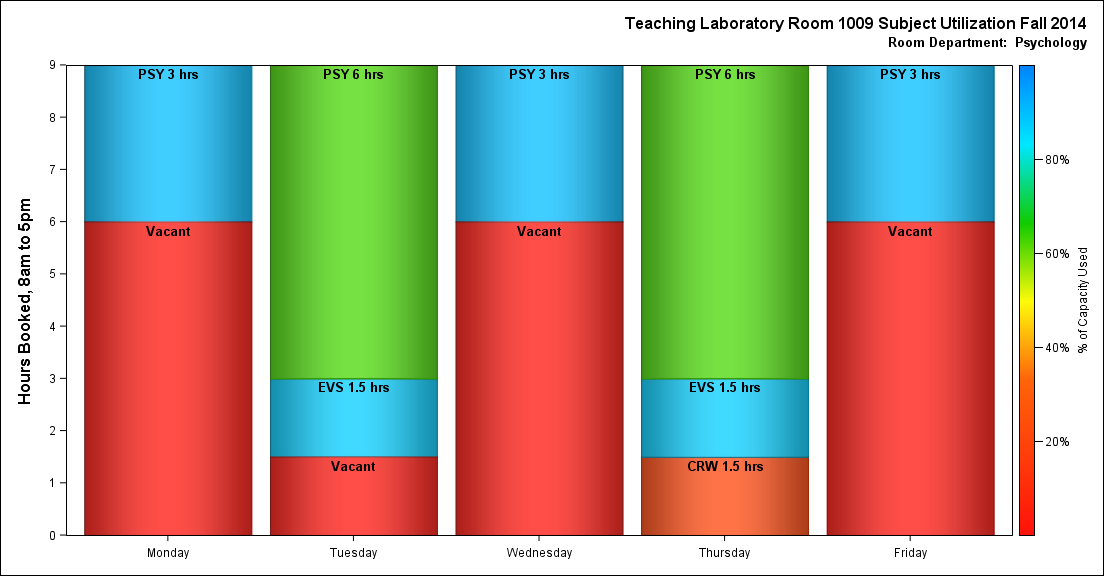 Teaching Laboratory Room 1009 Subject Utilization Fall 2014
Room Department: Psychology
Hours Booked, 8am to 5pm
9
8
7
6
5
4
3
2
1
0
PSY 3 hrs
Vacant
PSY 6 hrs
EVS 1.5 hrs
Vacant
PSY 3 hrs
Vacant
PSY 6 hrs
EVS 1.5 hrs
CRW 1.5 hrs
PSY 3 hrs
Vacant
Monday
Tuesday
Wednesday
Thursday
Friday
80%
60%
40%
20%
% of Capacity Used